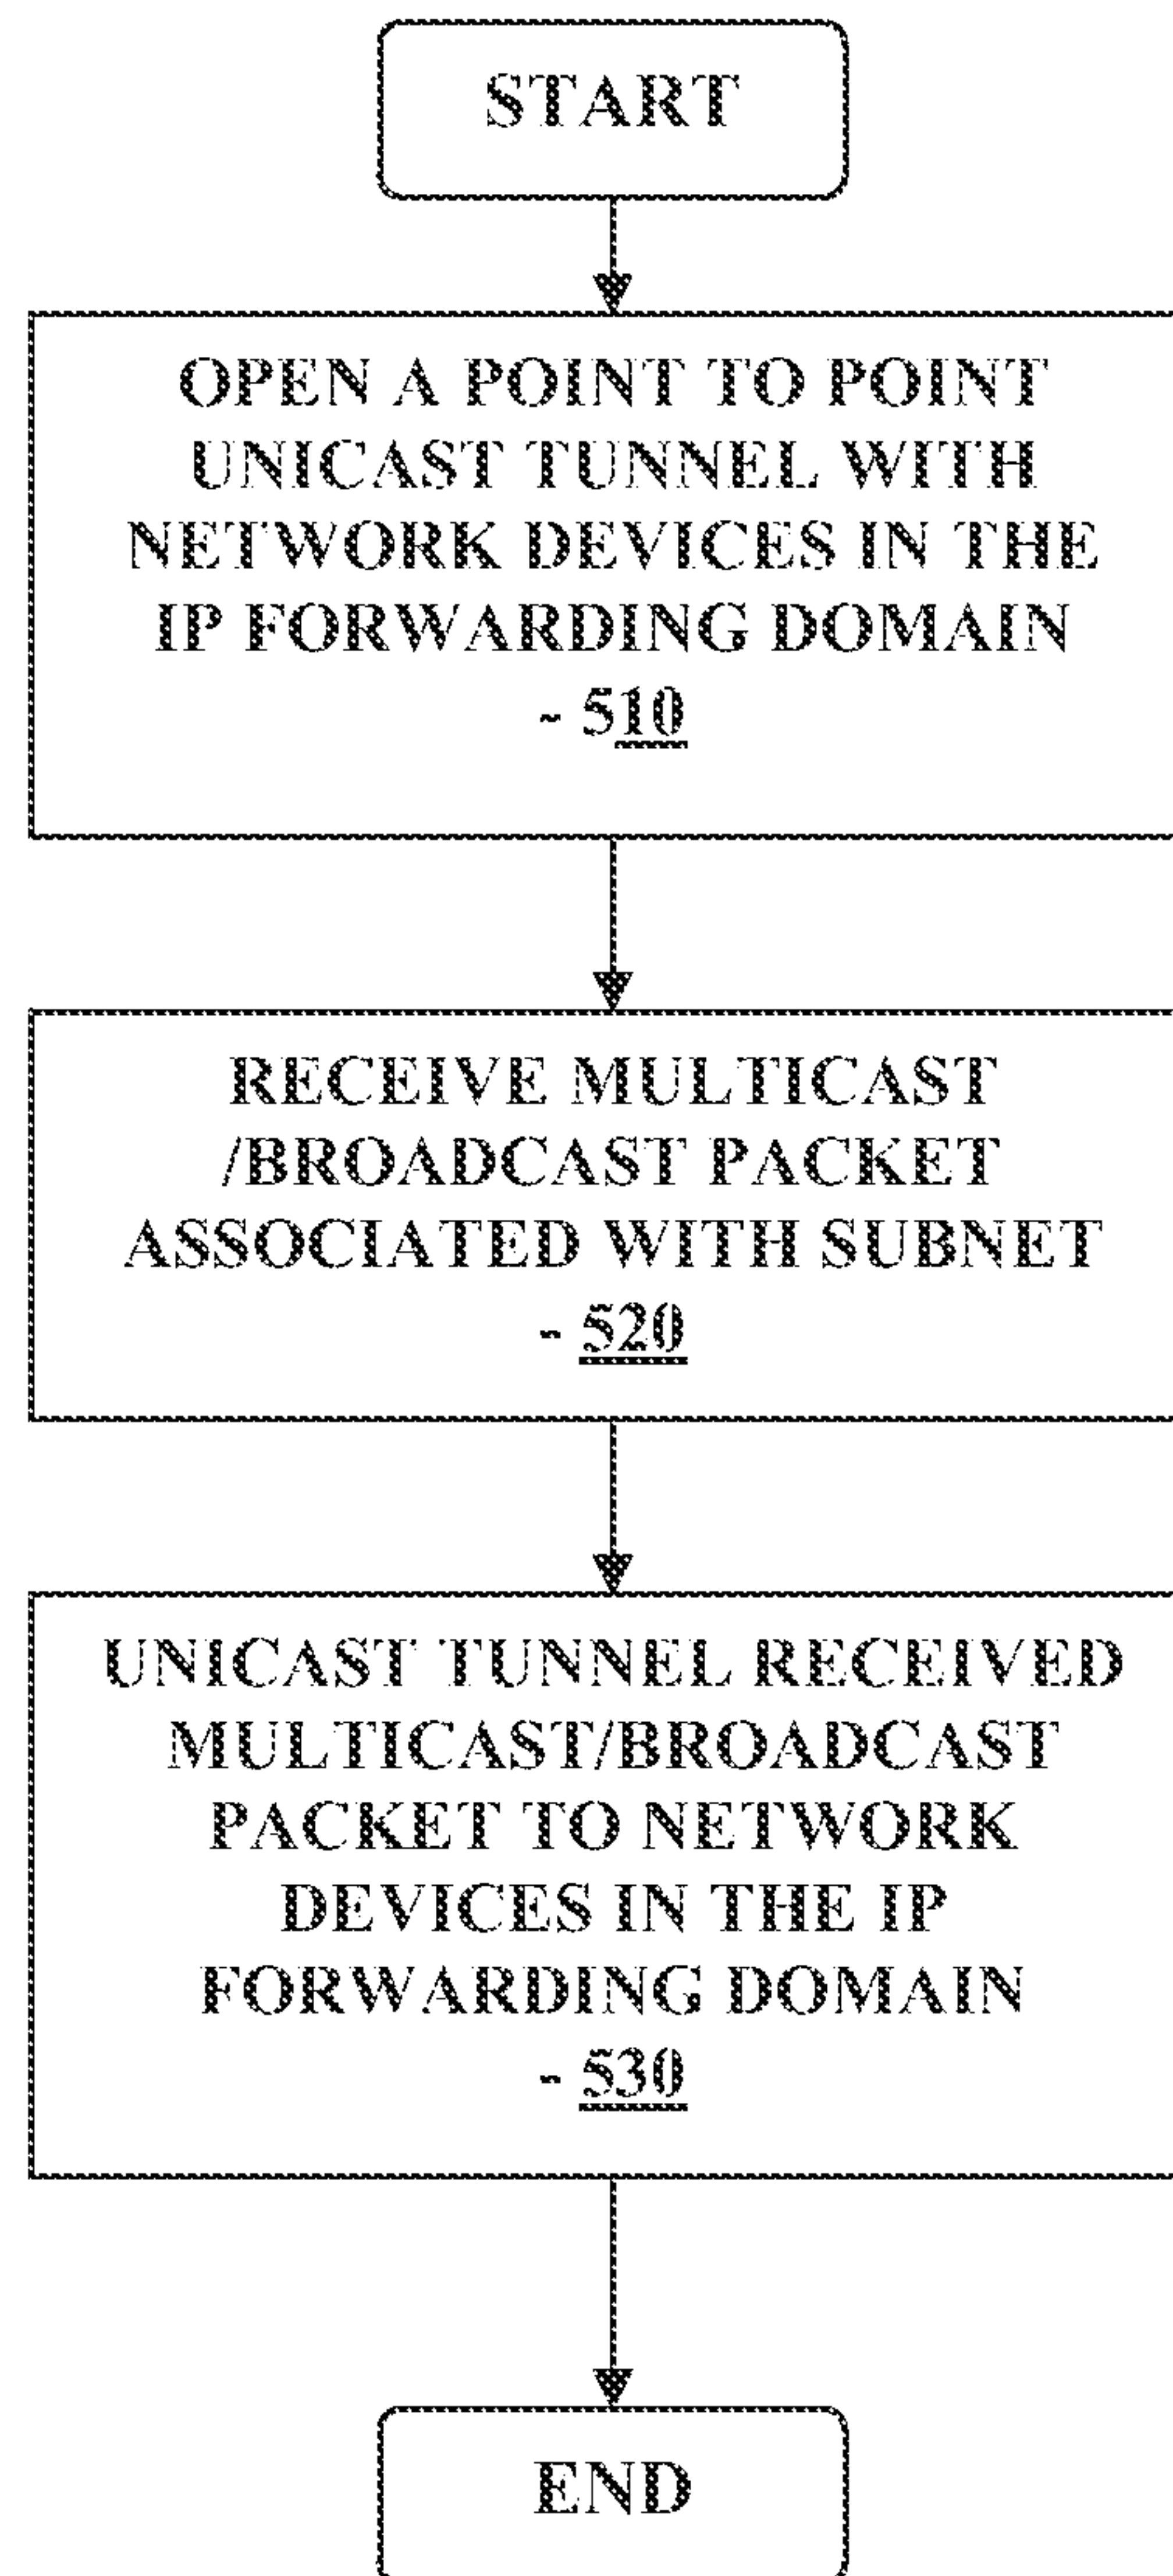 START
OPEN A POINT TO POINT
UNICAST TUNNEL WITH
NETWORK DEVICES IN THE
IP FORWARDING DOMAIN
- 510
RECEIVE MULTICAST
/BROADCAST PACKET
ASSOCIATED WITH SUBNET
- 520
UNICAST TUNNEL RECEIVED
MULTICAST/BROADCAST
PACKET TO NETWORK
DEVICES IN THE IP
FORWARDING DOMAIN
- 530
END